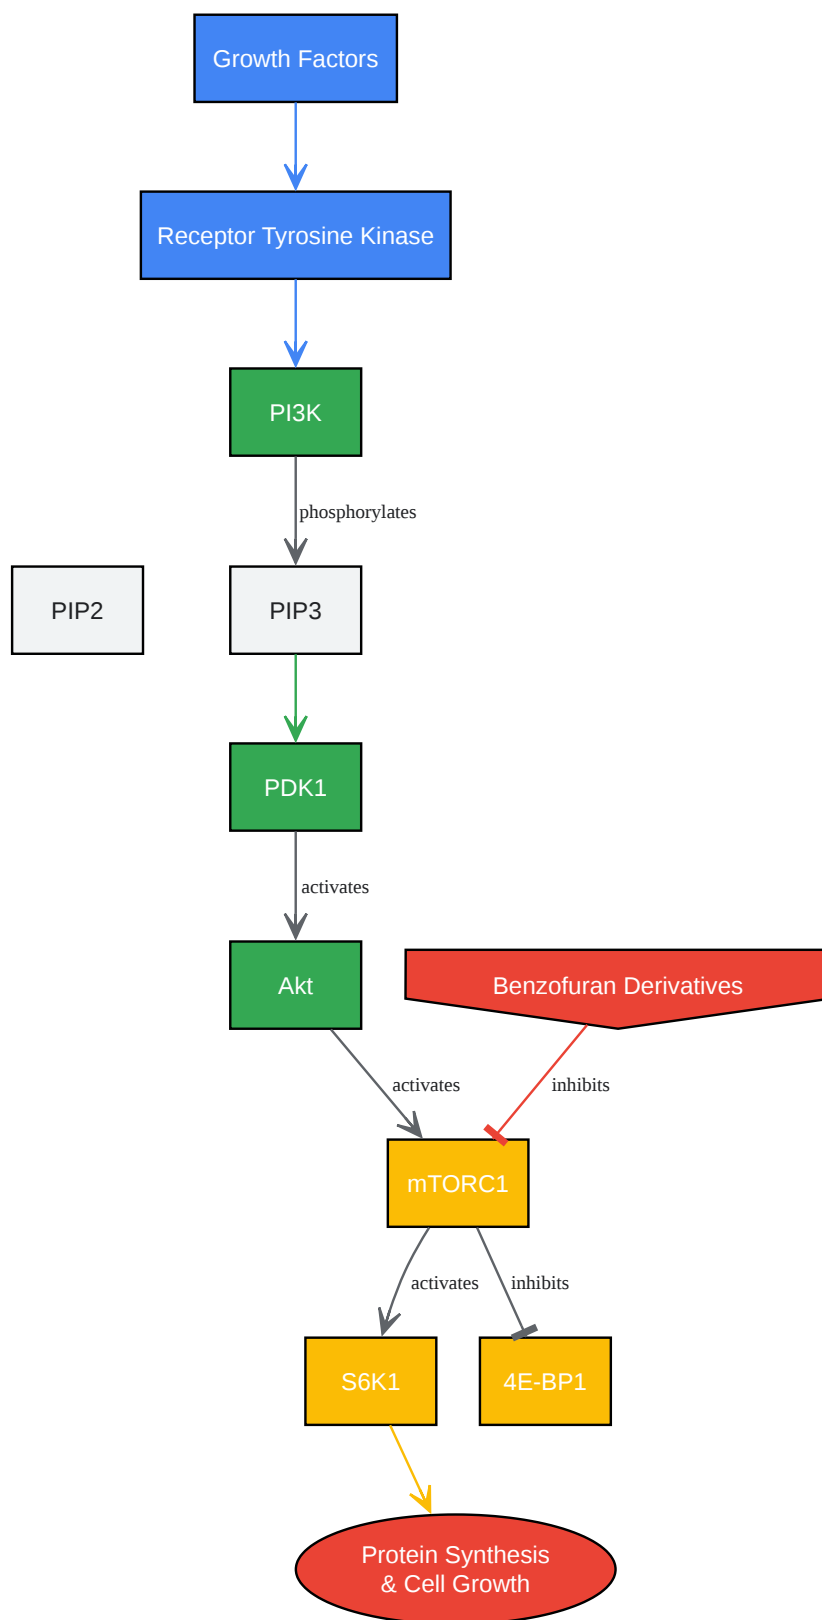 Growth Factors
Receptor Tyrosine Kinase
PI3K
phosphorylates
PIP2
PIP3
PDK1
activates
Akt
Benzofuran Derivatives
activates
inhibits
mTORC1
activates
inhibits
S6K1
4E-BP1
Protein Synthesis
& Cell Growth